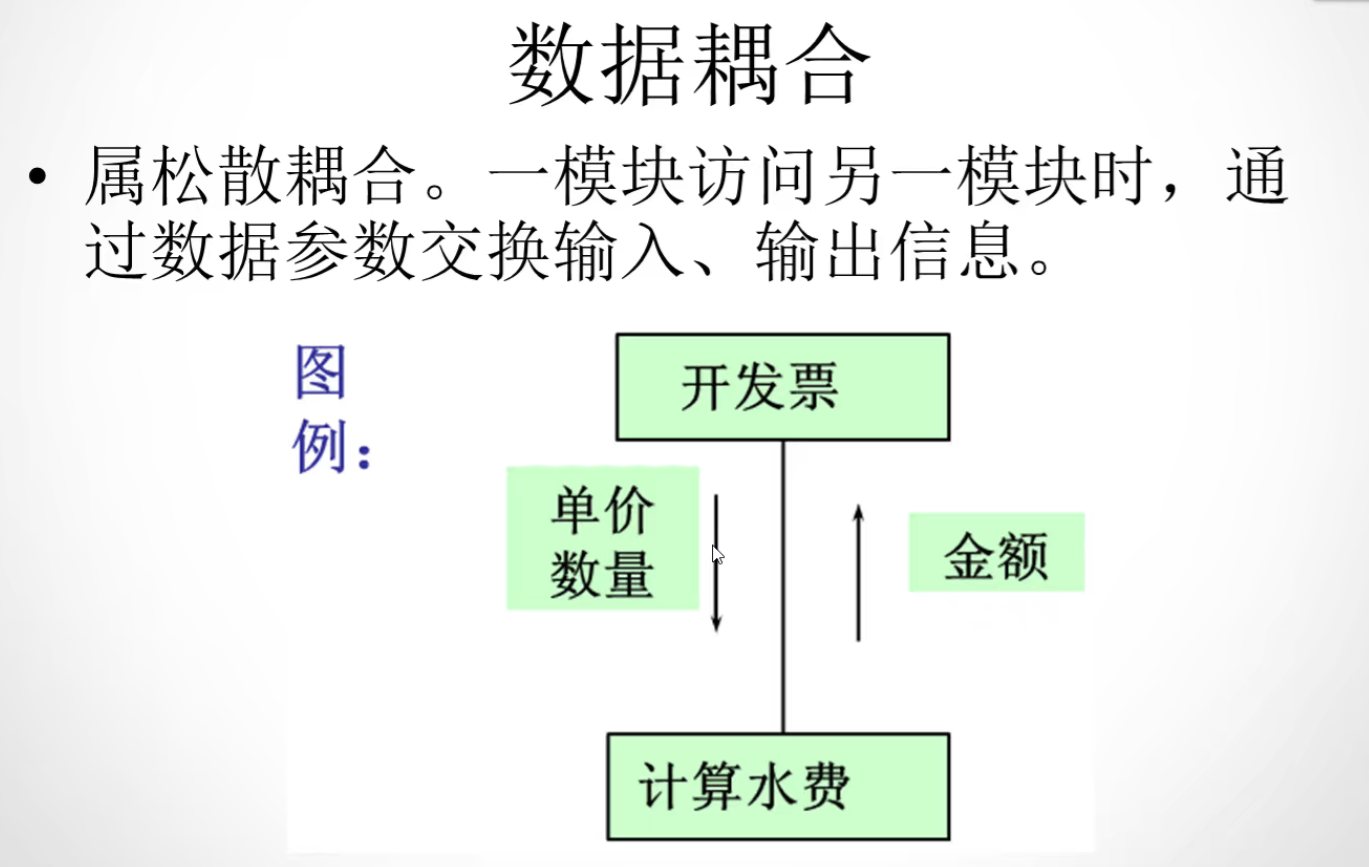 数据耦合
• 属松散耦合。一模块访问另一模块时，通
过数据参数交换输入、输出信息。
图
例：
开发票
单价
数量
金额
计算水费